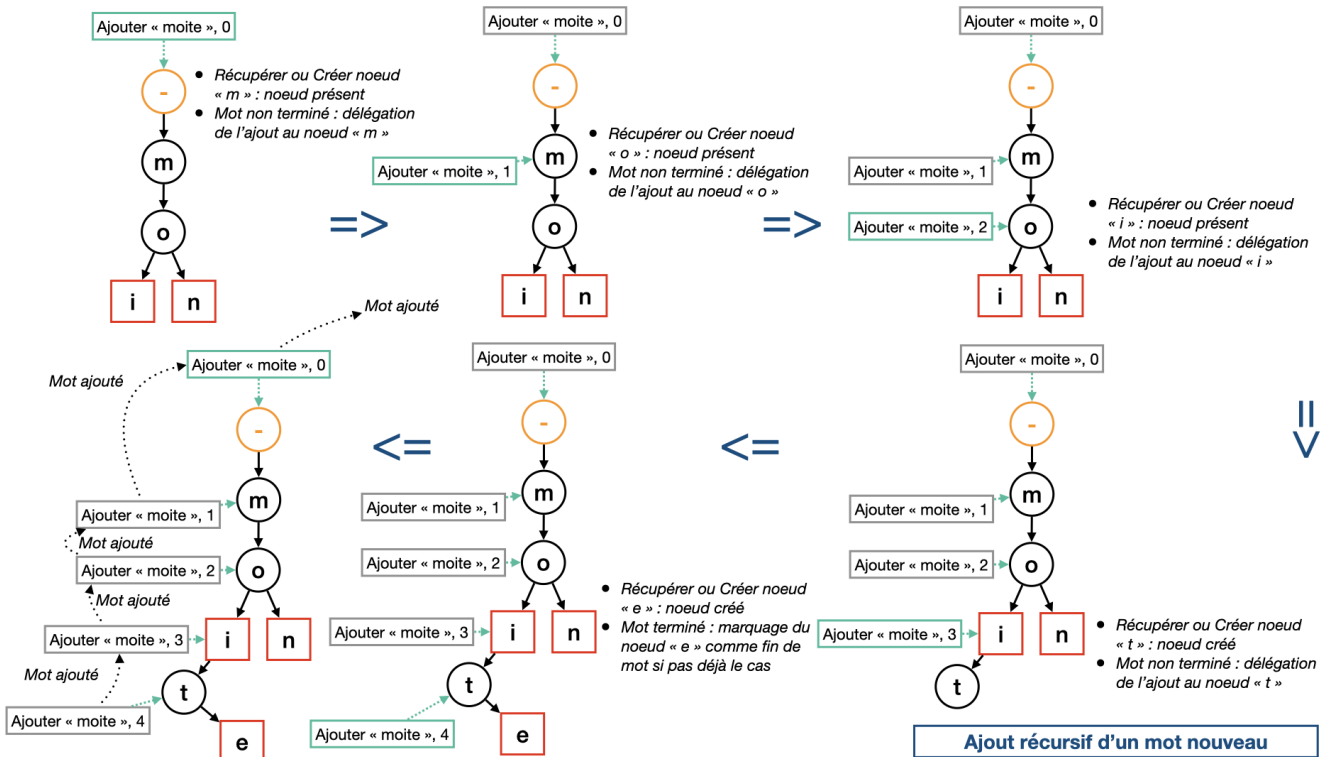 Ajouter « moite », 0
-
m
o
i
n
● Récupérer ou Créer noeud
« m » : noeud présent
● Mot non terminé : délégation
de l'ajout au noeud « m »
=>
Ajouter « moite », 0
-
Ajouter « moite », 1
m
o
i
n
● Récupérer ou Créer noeud
« o » : noeud présent
● Mot non terminé : délégation
de l'ajout au noeud « o »
=>
Ajouter « moite », 0
-
Ajouter « moite », 1
m
Ajouter « moite », 2
o
i
n
● Récupérer ou Créer noeud
« i » : noeud présent
● Mot non terminé : délégation
de l'ajout au noeud « i »
=>
Ajouter « moite », 0
-
Ajouter « moite », 1
m
Ajouter « moite », 2
o
Ajouter « moite », 3
i
n
t
● Récupérer ou Créer noeud
« t » : noeud créé
● Mot non terminé : délégation
de l'ajout au noeud « t »
<=
Ajouter « moite », 0
-
Ajouter « moite », 1
m
Ajouter « moite », 2
o
Ajouter « moite », 3
i
n
t
Ajouter « moite », 4
e
● Récupérer ou Créer noeud
« e » : noeud créé
● Mot terminé : marquage du
noeud « e » comme fin de
mot si pas déjà le cas
<=
Mot ajouté
Ajouter « moite », 0
Mot ajouté
-
Ajouter « moite », 1
m
Mot ajouté
Ajouter « moite », 2
o
Mot ajouté
Ajouter « moite », 3
i
n
Mot ajouté
t
Ajouter « moite », 4
e
Ajout récursif d'un mot nouveau